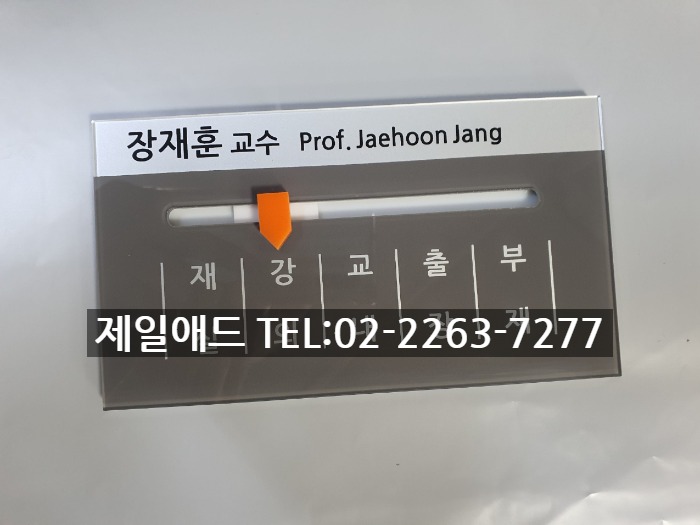 장재훈 교수 Prof. Jaehoon Jang
재 강 교 출 부
제일애드 TEL:02-2263-7277